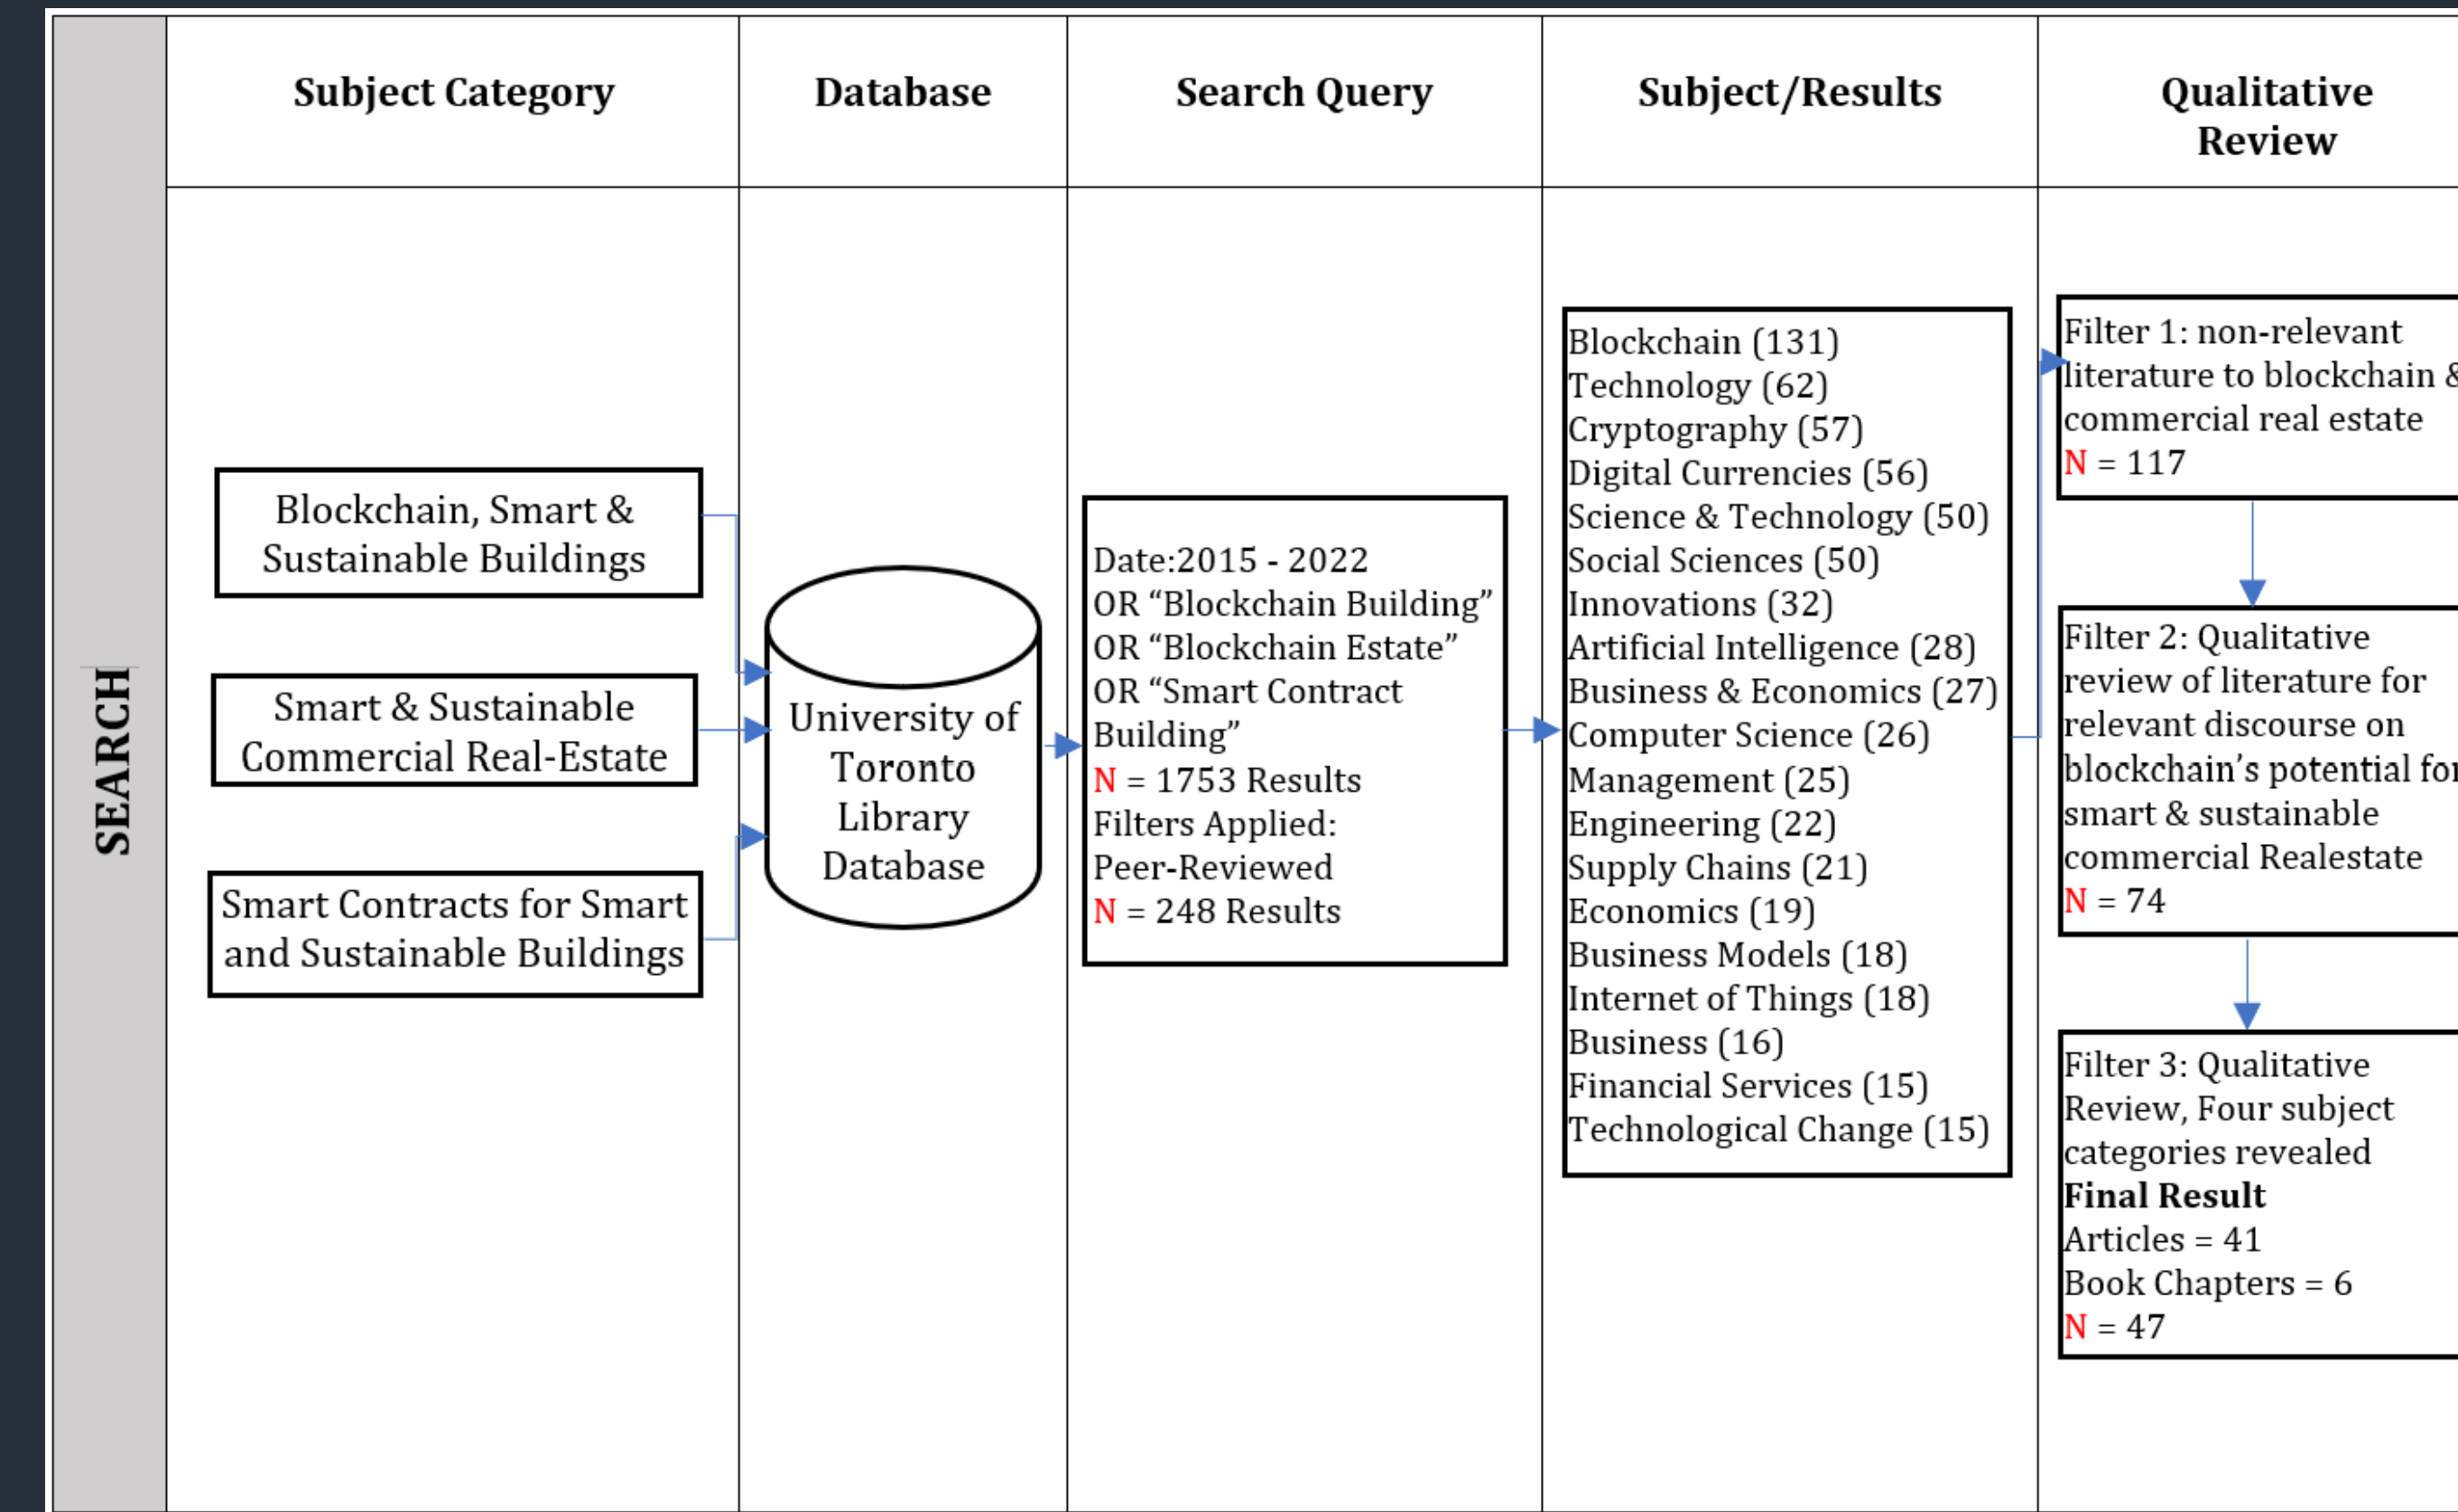 SEARCH
Subject Category
Database
Search Query
Subject/Results
Qualitative
Review
Blockchain, Smart &
Sustainable Buildings
Smart & Sustainable
Commercial Real-Estate
Smart Contracts for Smart
and Sustainable Buildings
University of
Toronto
Library
Database
Date:2015 - 2022
OR “Blockchain Building”
OR “Blockchain Estate”
OR “Smart Contract
Building”
N = 1753 Results
Filters Applied:
Peer-Reviewed
N = 248 Results
Blockchain (131)
Technology (62)
Cryptography (57)
Digital Currencies (56)
Science & Technology (50)
Social Sciences (50)
Innovations (32)
Artificial Intelligence (28)
Business & Economics (27)
Computer Science (26)
Management (25)
Engineering (22)
Supply Chains (21)
Economics (19)
Business Models (18)
Internet of Things (18)
Business (16)
Financial Services (15)
Technological Change (15)
Filter 1: non-relevant
literature to blockchain &
commercial real estate
N = 117
Filter 2: Qualitative
review of literature for
relevant discourse on
blockchain’s potential for
smart & sustainable
commercial Realestate
N = 74
Filter 3: Qualitative
Review, Four subject
categories revealed
Final Result
Articles = 41
Book Chapters = 6
N = 47